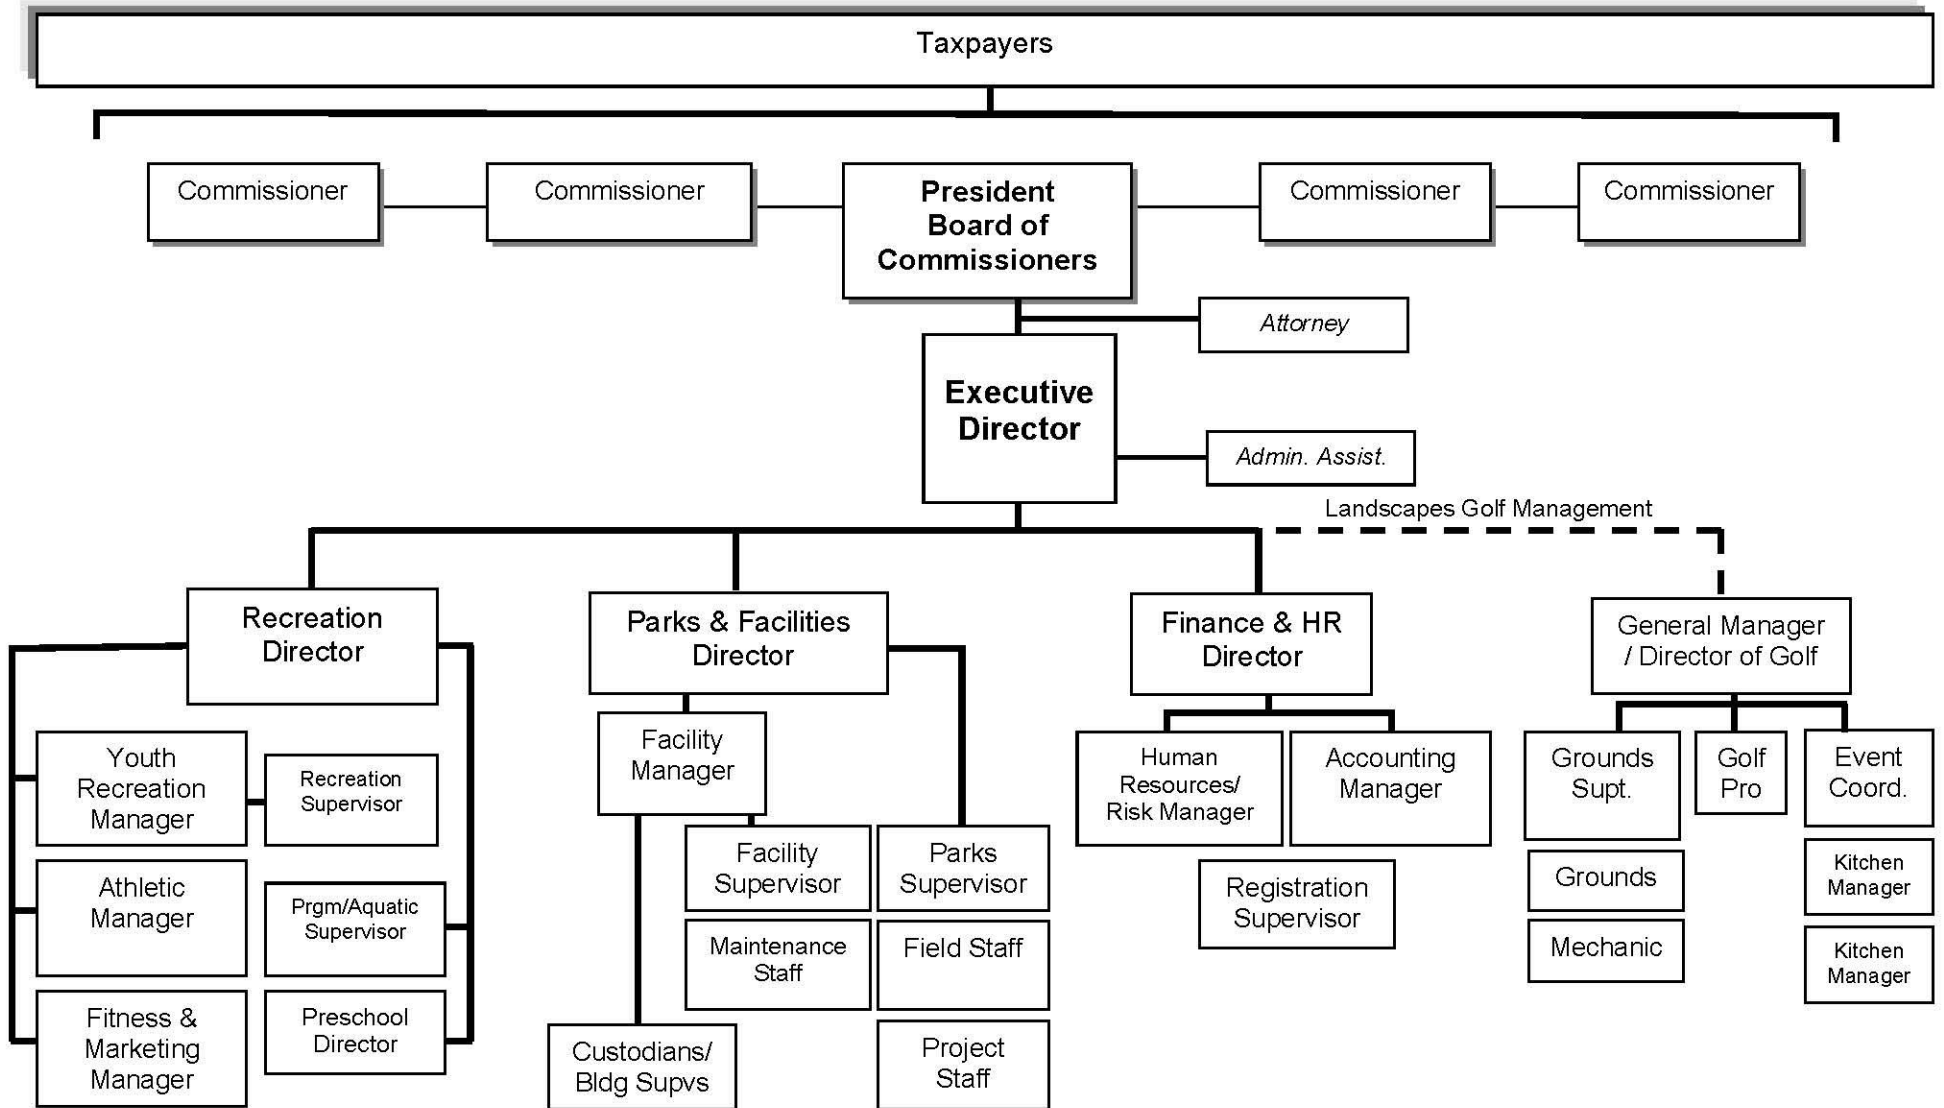 Taxpayers
Commissioner
Commissioner
President
Board of
Commissioners
Commissioner
Commissioner
Attorney
Executive
Director
Admin. Assist.
Landscapes Golf Management
Recreation
Director
Parks & Facilities
Director
Finance & HR
Director
General Manager
/ Director of Golf
Youth
Recreation
Manager
Recreation
Supervisor
Athletic
Manager
Prgm/Aquatic
Supervisor
Fitness &
Marketing
Manager
Preschool
Director
Facility
Manager
Facility
Supervisor
Maintenance
Staff
Custodians/
Bldg Supvs
Parks
Supervisor
Field Staff
Project
Staff
Human
Resources/
Risk Manager
Accounting
Manager
Registration
Supervisor
Grounds
Supt.
Grounds
Mechanic
Golf
Pro
Event
Coord.
Kitchen
Manager
Kitchen
Manager